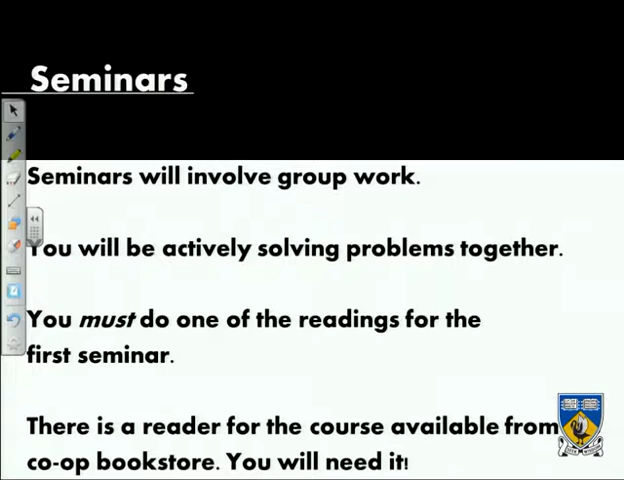 Seminars
Seminars will involve group work.
You will be actively solving problems together.
You must do one of the readings for the
first seminar.
There is a reader for the course available from
co-op bookstore. You will need it!